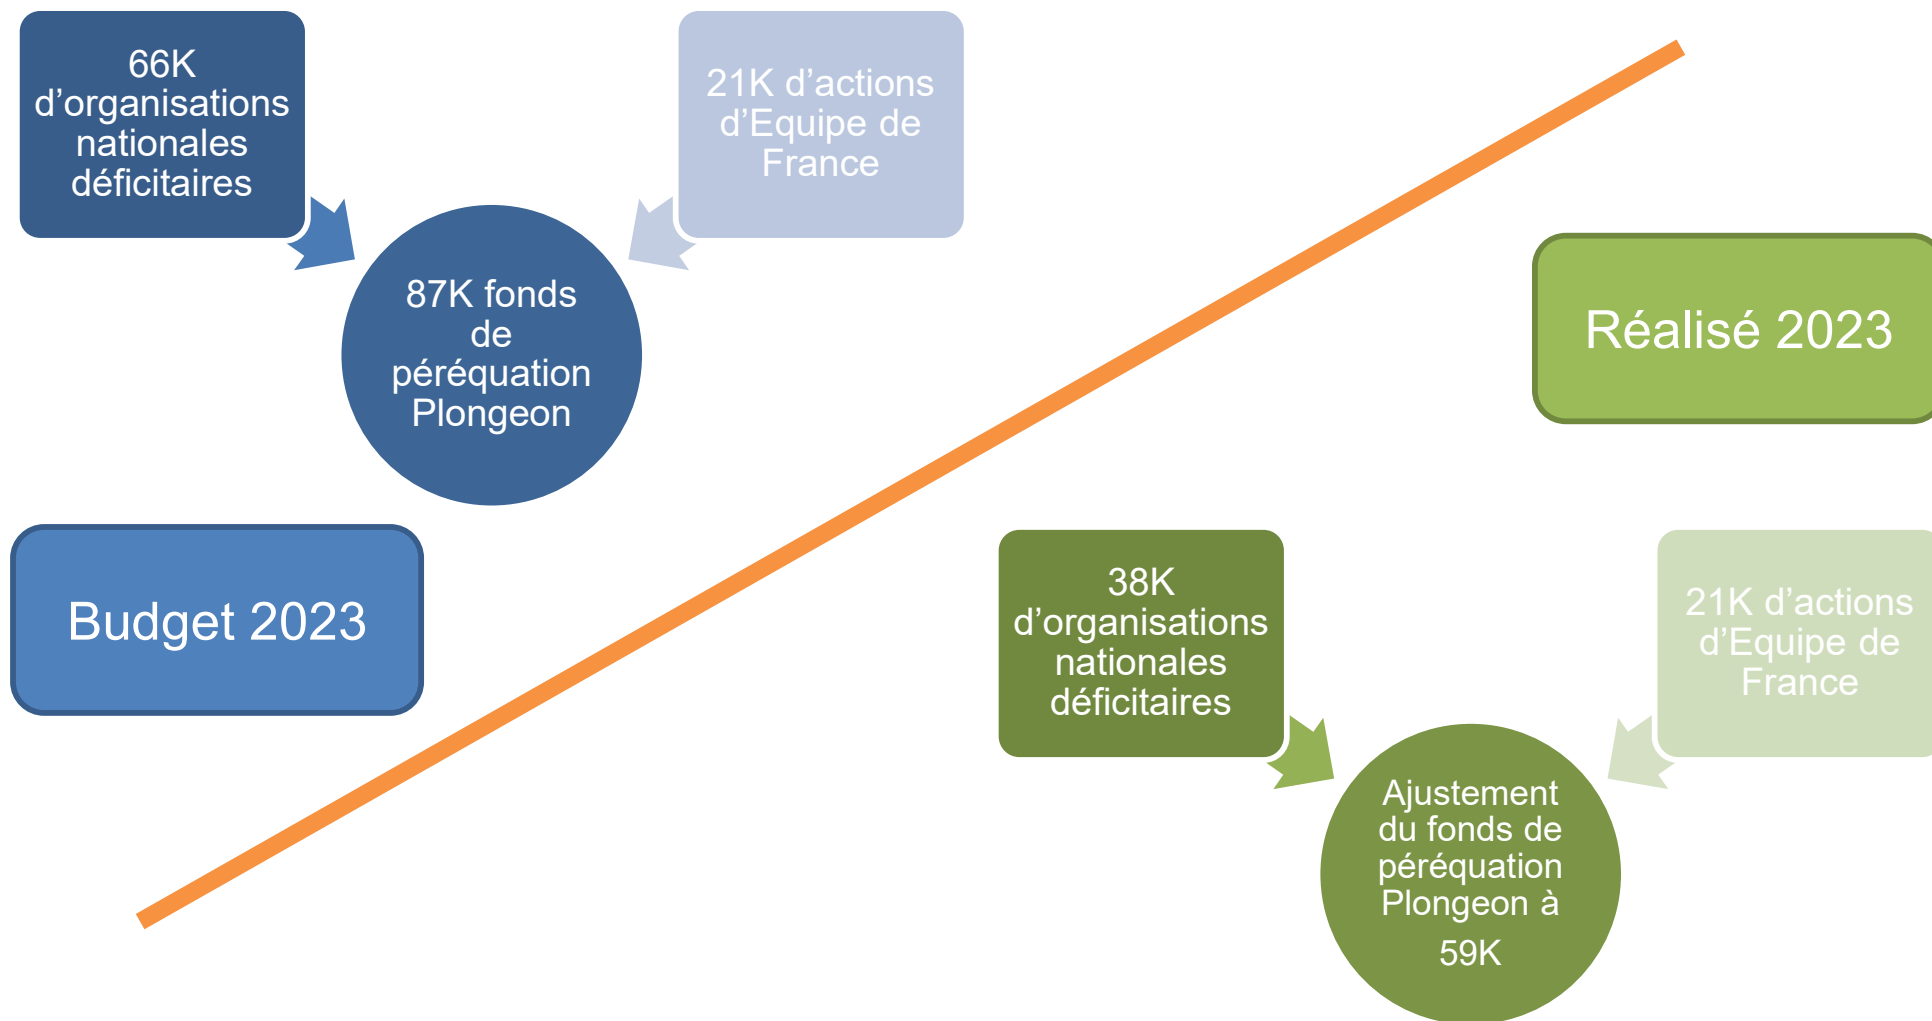 66K
d’organisations
nationales
déficitaires
21K d’actions
d’Equipe de
France
87K fonds
de
péréquation
Plongeon
Budget 2023
Réalisé 2023
38K
d’organisations
nationales
déficitaires
21K d’actions
d’Equipe de
France
Ajustement
du fonds de
péréquation
Plongeon à
59K